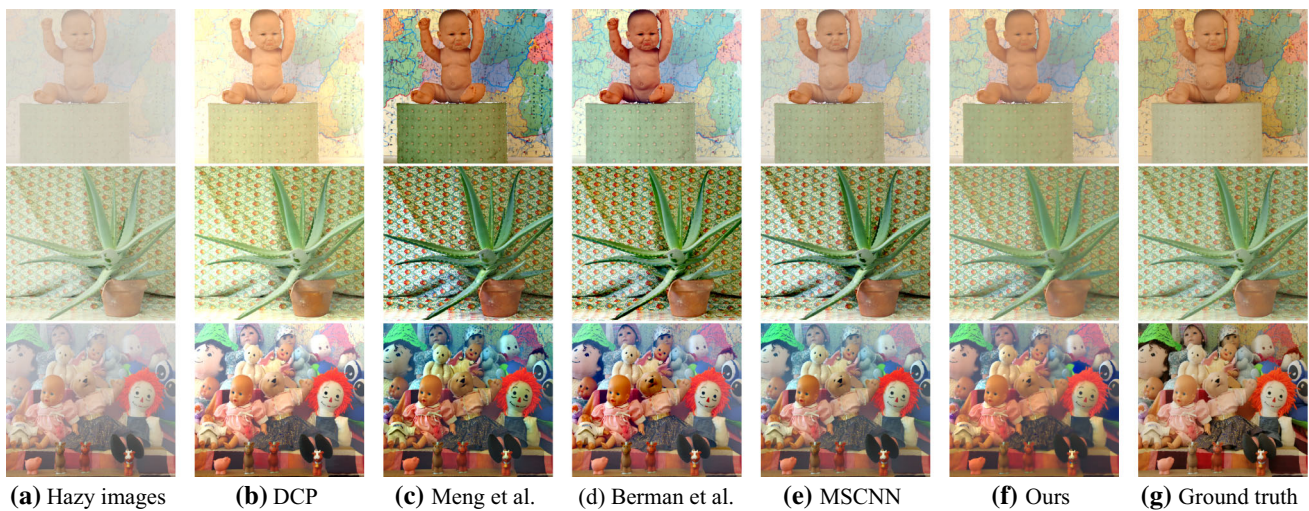 (a) Hazy images (b) DCP (c) Meng et al. (d) Berman et al. (e) MSCNN (f) Ours (g) Ground truth